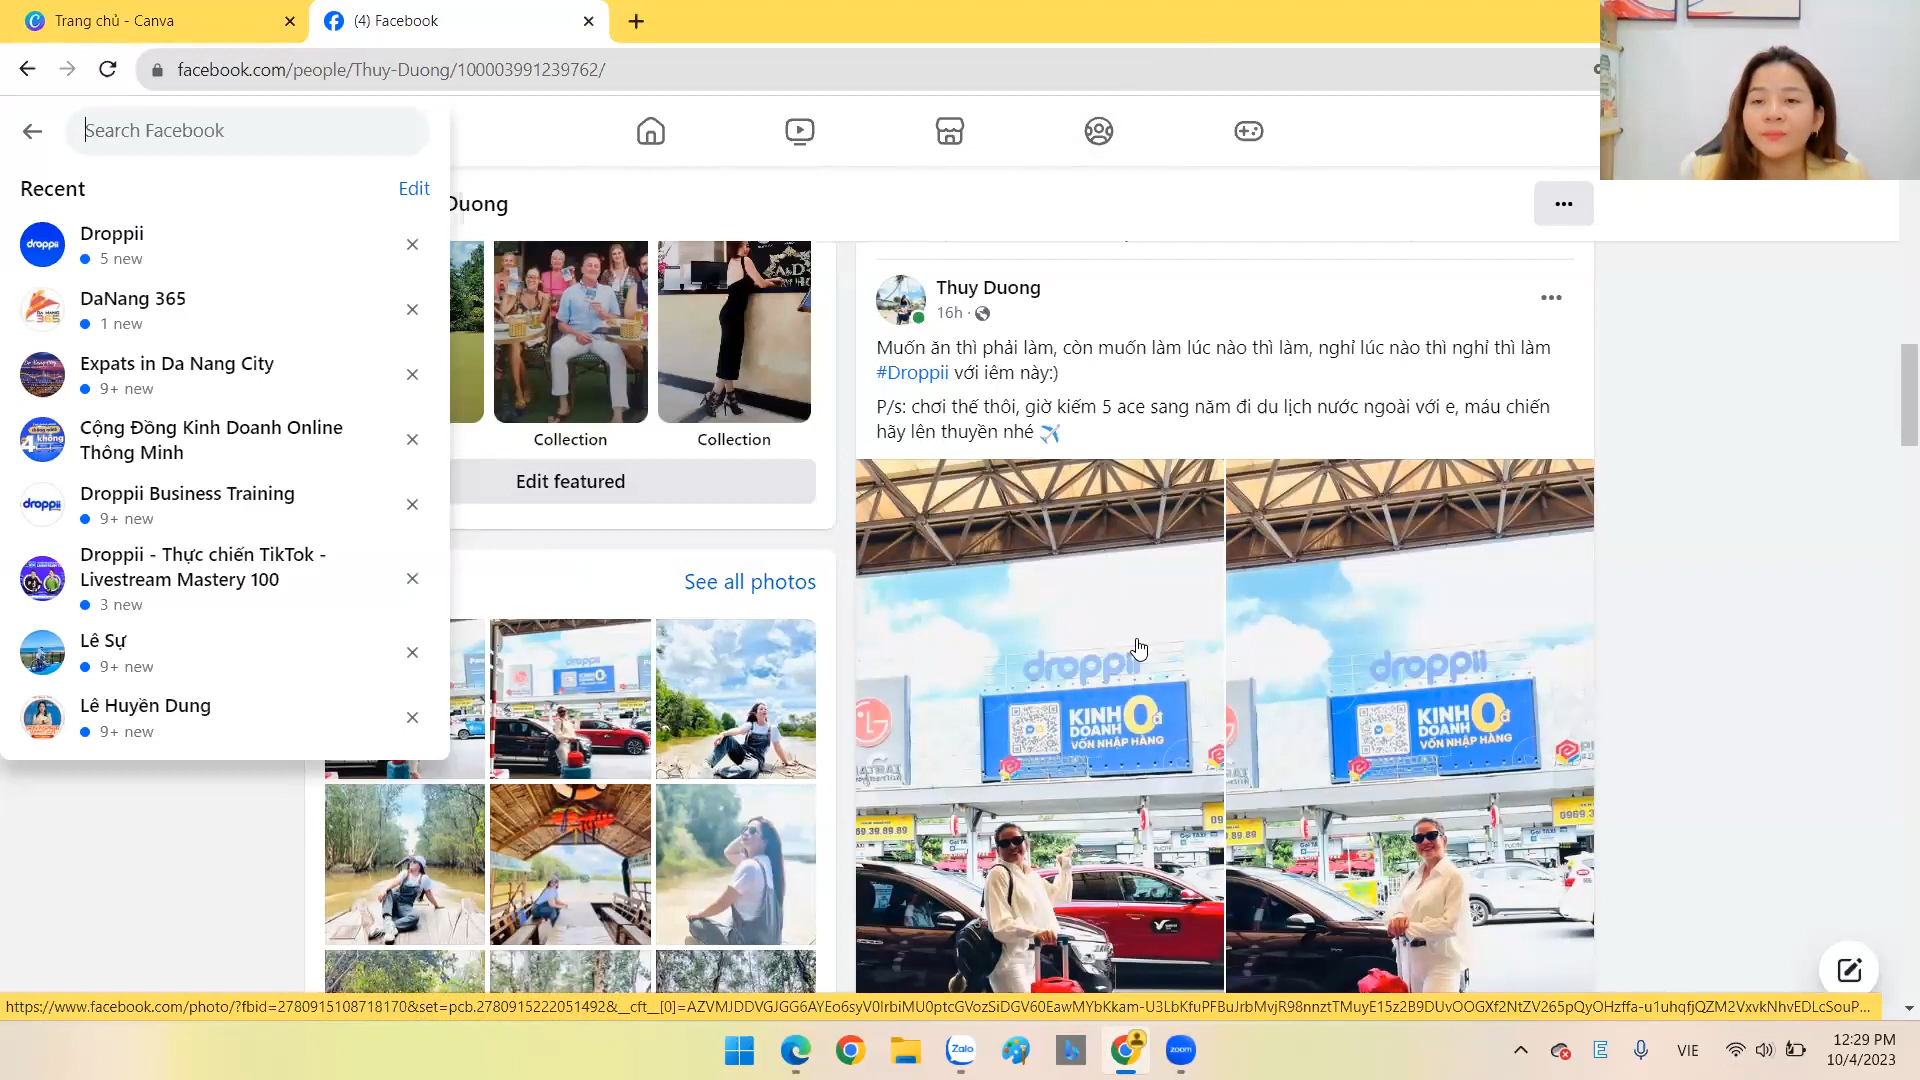 Trang chủ - Canva
(4) Facebook
facebook.com/people/Thuy-Duong/100003991239762/
Search Facebook
Recent
Edit
Droppii
5 new
DaNang 365
1 new
Expats in Da Nang City
9+ new
Cộng Đồng Kinh Doanh Online
Thông Minh
Droppii Business Training
9+ new
Droppii - Thực chiến TikTok -
Livestream Mastery 100
3 new
Lê Sự
9+ new
Lê Huyền Dung
9+ new
Duong
Collection
Collection
Edit featured
See all photos
Thuy Duong
16h ·
Muốn ăn thì phải làm, còn muốn làm lúc nào thì làm, nghỉ lúc nào thì nghỉ thì làm
#Droppii với iêm này:)
P/s: chơi thế thôi, giờ kiếm 5 ace sang năm đi du lịch nước ngoài với e, máu chiến
hãy lên thuyền nhé
droppii
KINH
DOANH
0đ
VỐN NHẬP HÀNG
LG
droppii
KINH
DOANH
0đ
VỐN NHẬP HÀNG
Zalo
zoom
VIE
12:29 PM
10/4/2023